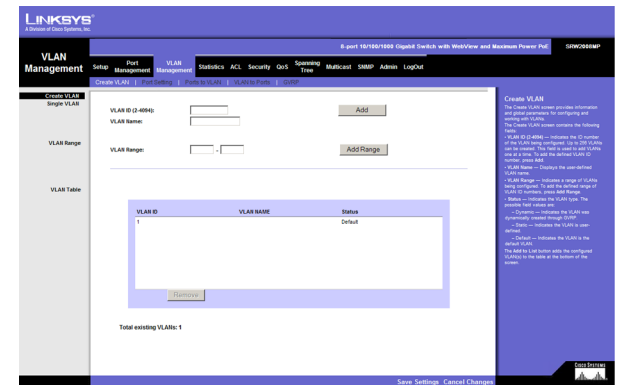 LINKSYS®
A Division of Cisco Systems, Inc.
8-port 10/100/1000 Gigabit Switch with WebView and Maximum Power PoE
SRW2008MP
VLAN Management
Setup
Port Management
VLAN Management
Statistics
ACL
Security
QoS
Spanning Tree
Multicast
SNMP
Admin
LogOut
Create VLAN | Port Setting | Ports to VLAN | VLAN to Ports | GVRP
Create VLAN
Single VLAN
VLAN ID (2-4094):
Add
VLAN Name:
VLAN Range
VLAN Range:
-
Add Range
VLAN Table
VLAN ID
VLAN NAME
Status
1
Default
Remove
Total existing VLANs: 1
Create VLAN
The Create VLAN screen provides information
and global parameters for configuring and
working with VLANs.
The Create VLAN screen contains the following
fields:
• VLAN ID (2-4094) — Indicates the ID number
of the VLAN being configured. Up to 256 VLANs
can be created. This field is used to add VLANs
one at a time. To add the defined VLAN ID
number, press Add.
• VLAN Name — Displays the user-defined
VLAN name.
• VLAN Range — Indicates a range of VLANs
being configured. To add the defined range of
VLAN ID numbers, press Add Range.
• Status — Indicates the VLAN type. The
possible field values are:
– Dynamic — Indicates the VLAN was
dynamically created through GVRP.
– Static — Indicates the VLAN is user-
defined.
– Default — Indicates the VLAN is the
default VLAN.
The Add to List button adds the configured
VLAN(s) to the table at the bottom of the
screen.
Save Settings
Cancel Changes
CISCO SYSTEMS